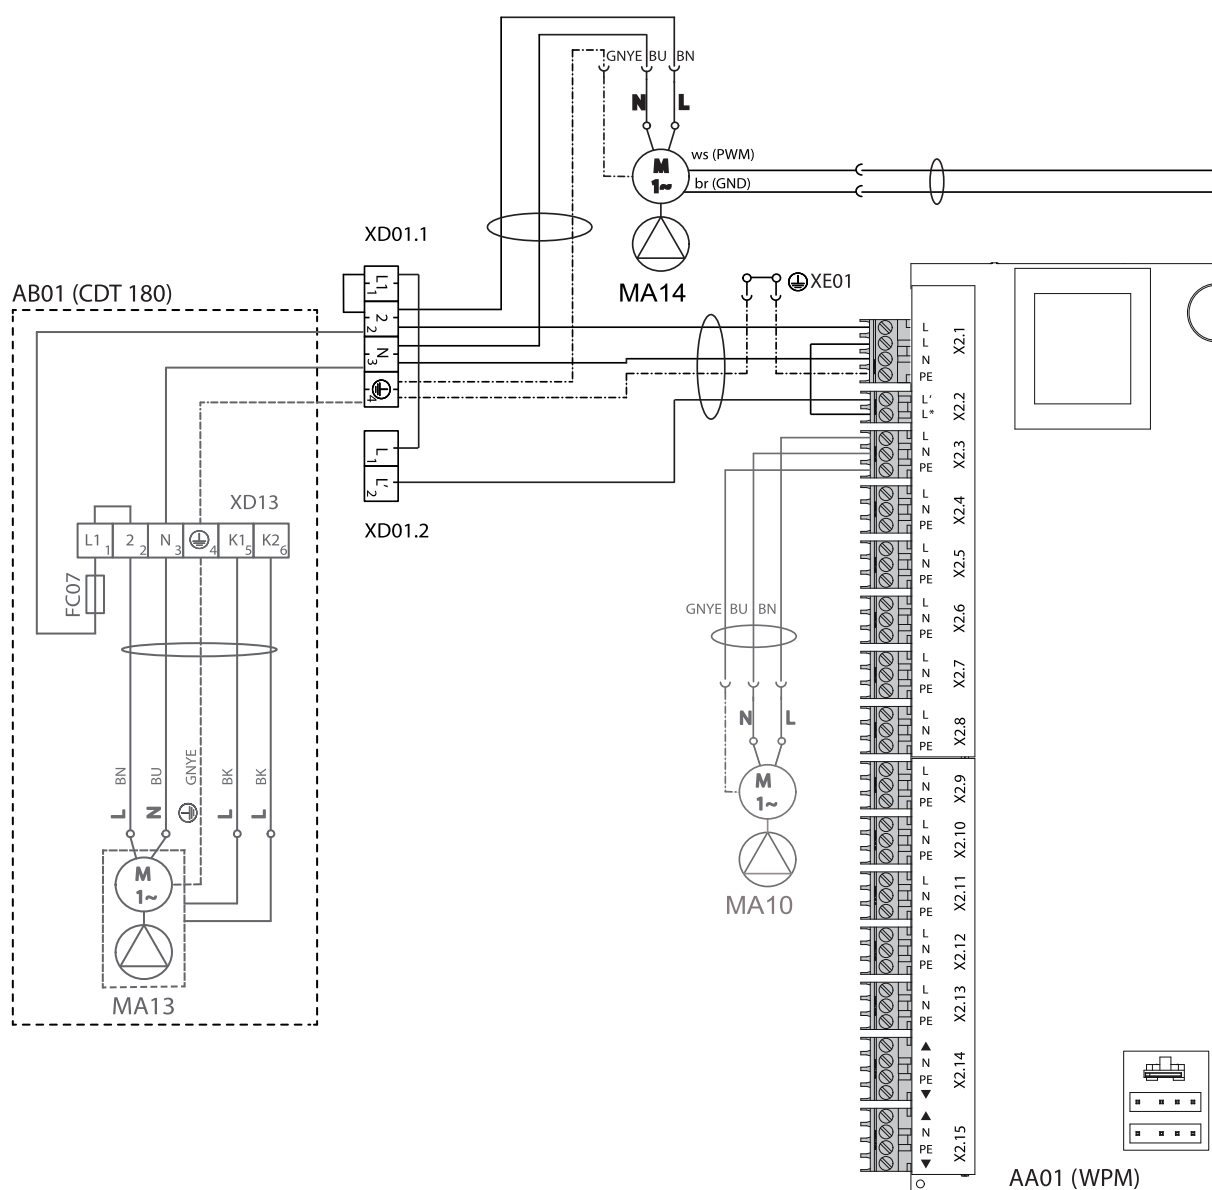 GNYE BU BN
N L
M
1~
ws (PWM)
br (GND)
MA14
XD01.1
L 1
2 2
N 3
4
L 1
L' 2
XD01.2
XE01
AB01 (CDT 180)
XD13
L1 1
2 2
N 3
4
K1 5
K2 6
FC07
BN BU GNYE BK BK
L N L L
M
1~
MA13
GNYE BU BN
N L
M
1~
MA10
L
L
N
PE
X2.1
L'
L*
X2.2
L
N
PE
X2.3
L
N
PE
X2.4
L
N
PE
X2.5
L
N
PE
X2.6
L
N
PE
X2.7
L
N
PE
X2.8
L
N
PE
X2.9
L
N
PE
X2.10
L
N
PE
X2.11
L
N
PE
X2.12
L
N
PE
X2.13
▲
N
PE
▼
X2.14
▲
N
PE
▼
X2.15
AA01 (WPM)